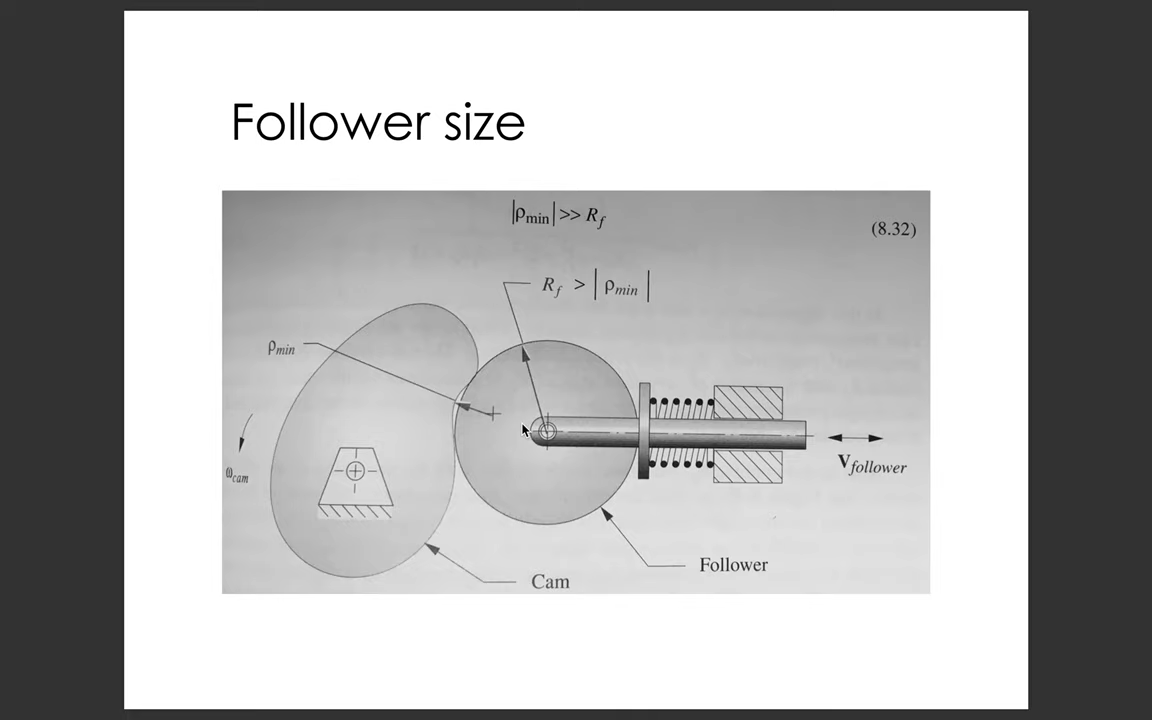 Follower size
|ρmin| >> Rf
(8.32)
Rf > |ρmin|
ρmin
ωcam
Vfollower
Follower
Cam